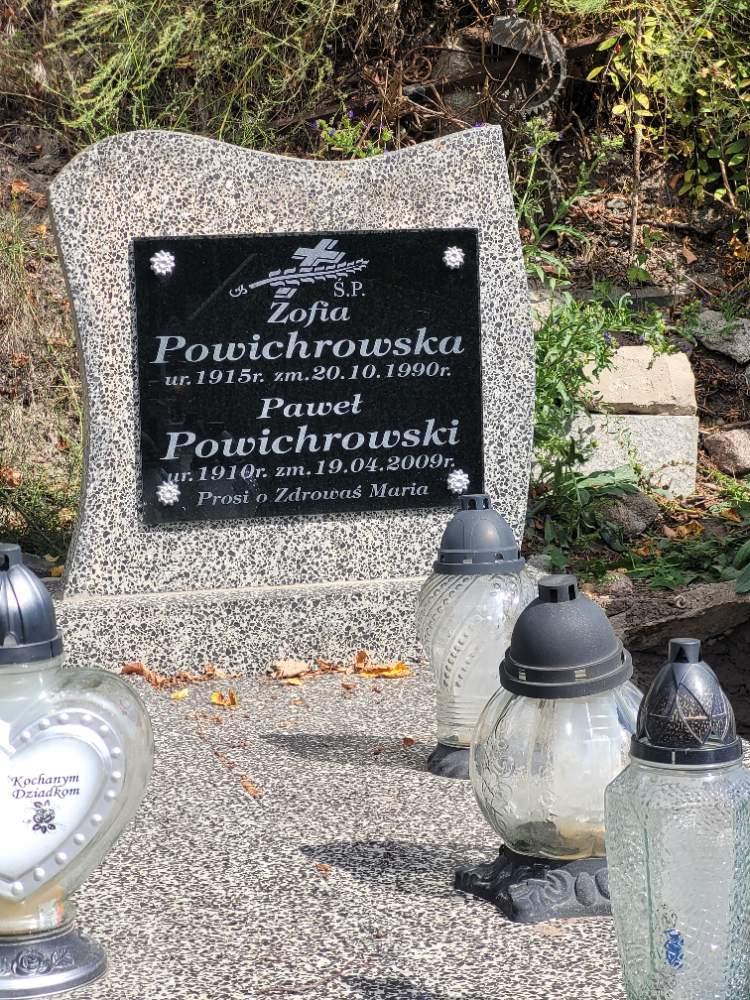 Ś.P.
Zofia
Powichrowska
ur. 1915r. zm. 20.10.1990r.
Paweł
Powichrowski
ur. 1910r. zm. 19.04.2009r.
Prosi o Zdrowaś Maria
Kochanym
Dziadkom